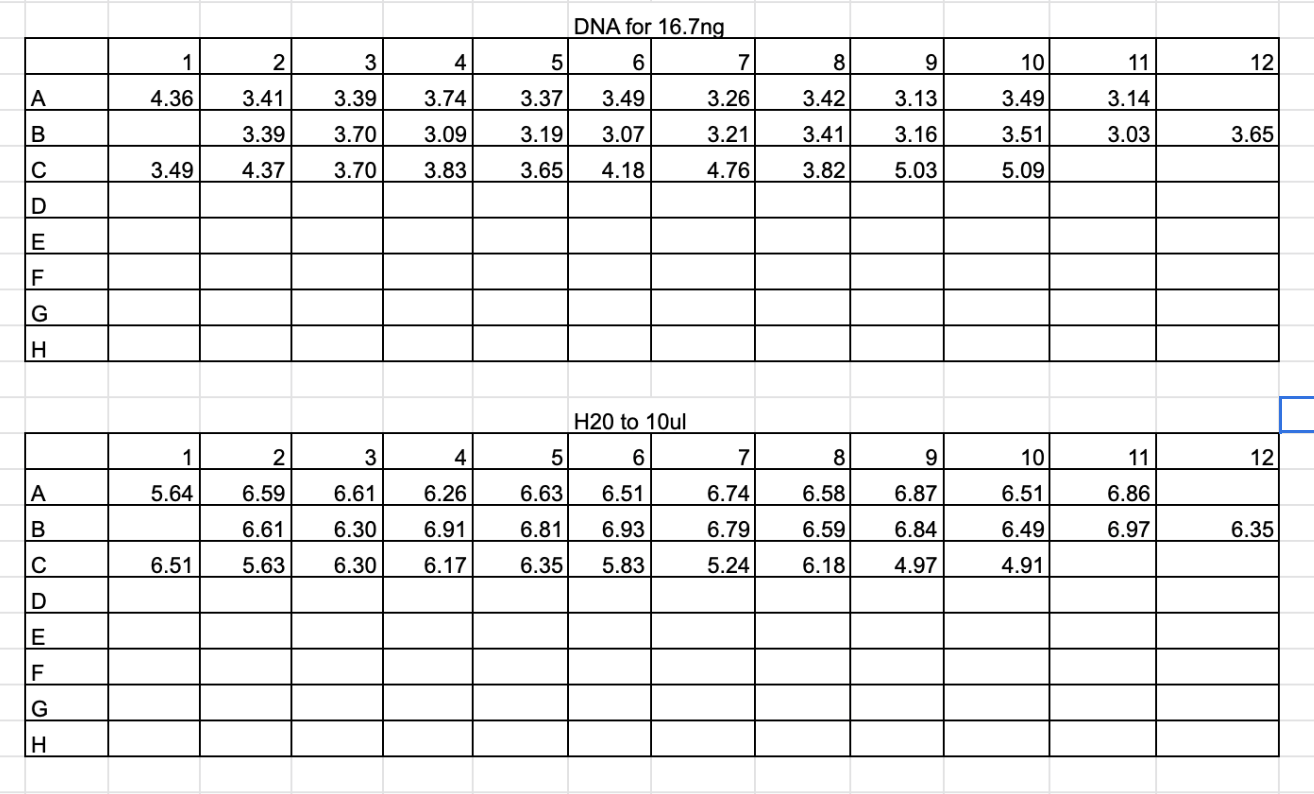 DNA for 16.7ng
1 2 3 4 5 6 7 8 9 10 11 12
A 4.36 3.41 3.39 3.74 3.37 3.49 3.26 3.42 3.13 3.49 3.14
B 3.39 3.70 3.09 3.19 3.07 3.21 3.41 3.16 3.51 3.03 3.65
C 3.49 4.37 3.70 3.83 3.65 4.18 4.76 3.82 5.03 5.09
D
E
F
G
H
H20 to 10ul
1 2 3 4 5 6 7 8 9 10 11 12
A 5.64 6.59 6.61 6.26 6.63 6.51 6.74 6.58 6.87 6.51 6.86
B 6.61 6.30 6.91 6.81 6.93 6.79 6.59 6.84 6.49 6.97 6.35
C 6.51 5.63 6.30 6.17 6.35 5.83 5.24 6.18 4.97 4.91
D
E
F
G
H